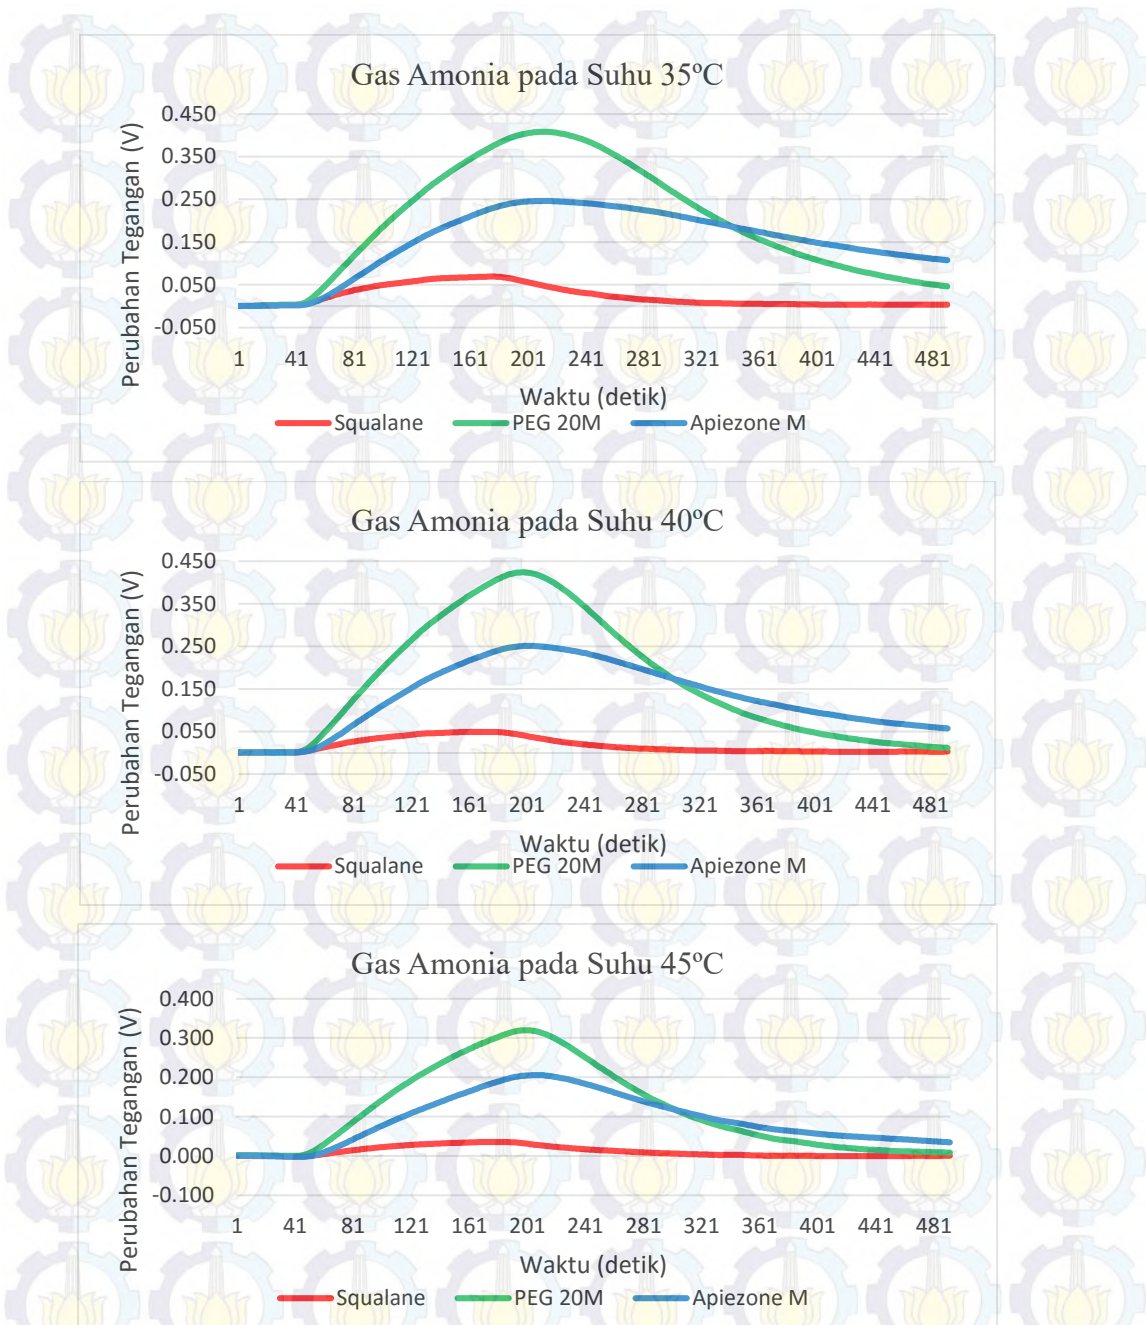 Gas Amonia pada Suhu 35ºC
Perubahan Tegangan (V)
0.450
0.350
0.250
0.150
0.050
-0.050
1 41 81 121 161 201 241 281 321 361 401 441 481
Waktu (detik)
Squalane PEG 20M Apiezone M
Gas Amonia pada Suhu 40ºC
Perubahan Tegangan (V)
0.450
0.350
0.250
0.150
0.050
-0.050
1 41 81 121 161 201 241 281 321 361 401 441 481
Waktu (detik)
Squalane PEG 20M Apiezone M
Gas Amonia pada Suhu 45ºC
Perubahan Tegangan (V)
0.400
0.300
0.200
0.100
0.000
-0.100
1 41 81 121 161 201 241 281 321 361 401 441 481
Waktu (detik)
Squalane PEG 20M Apiezone M